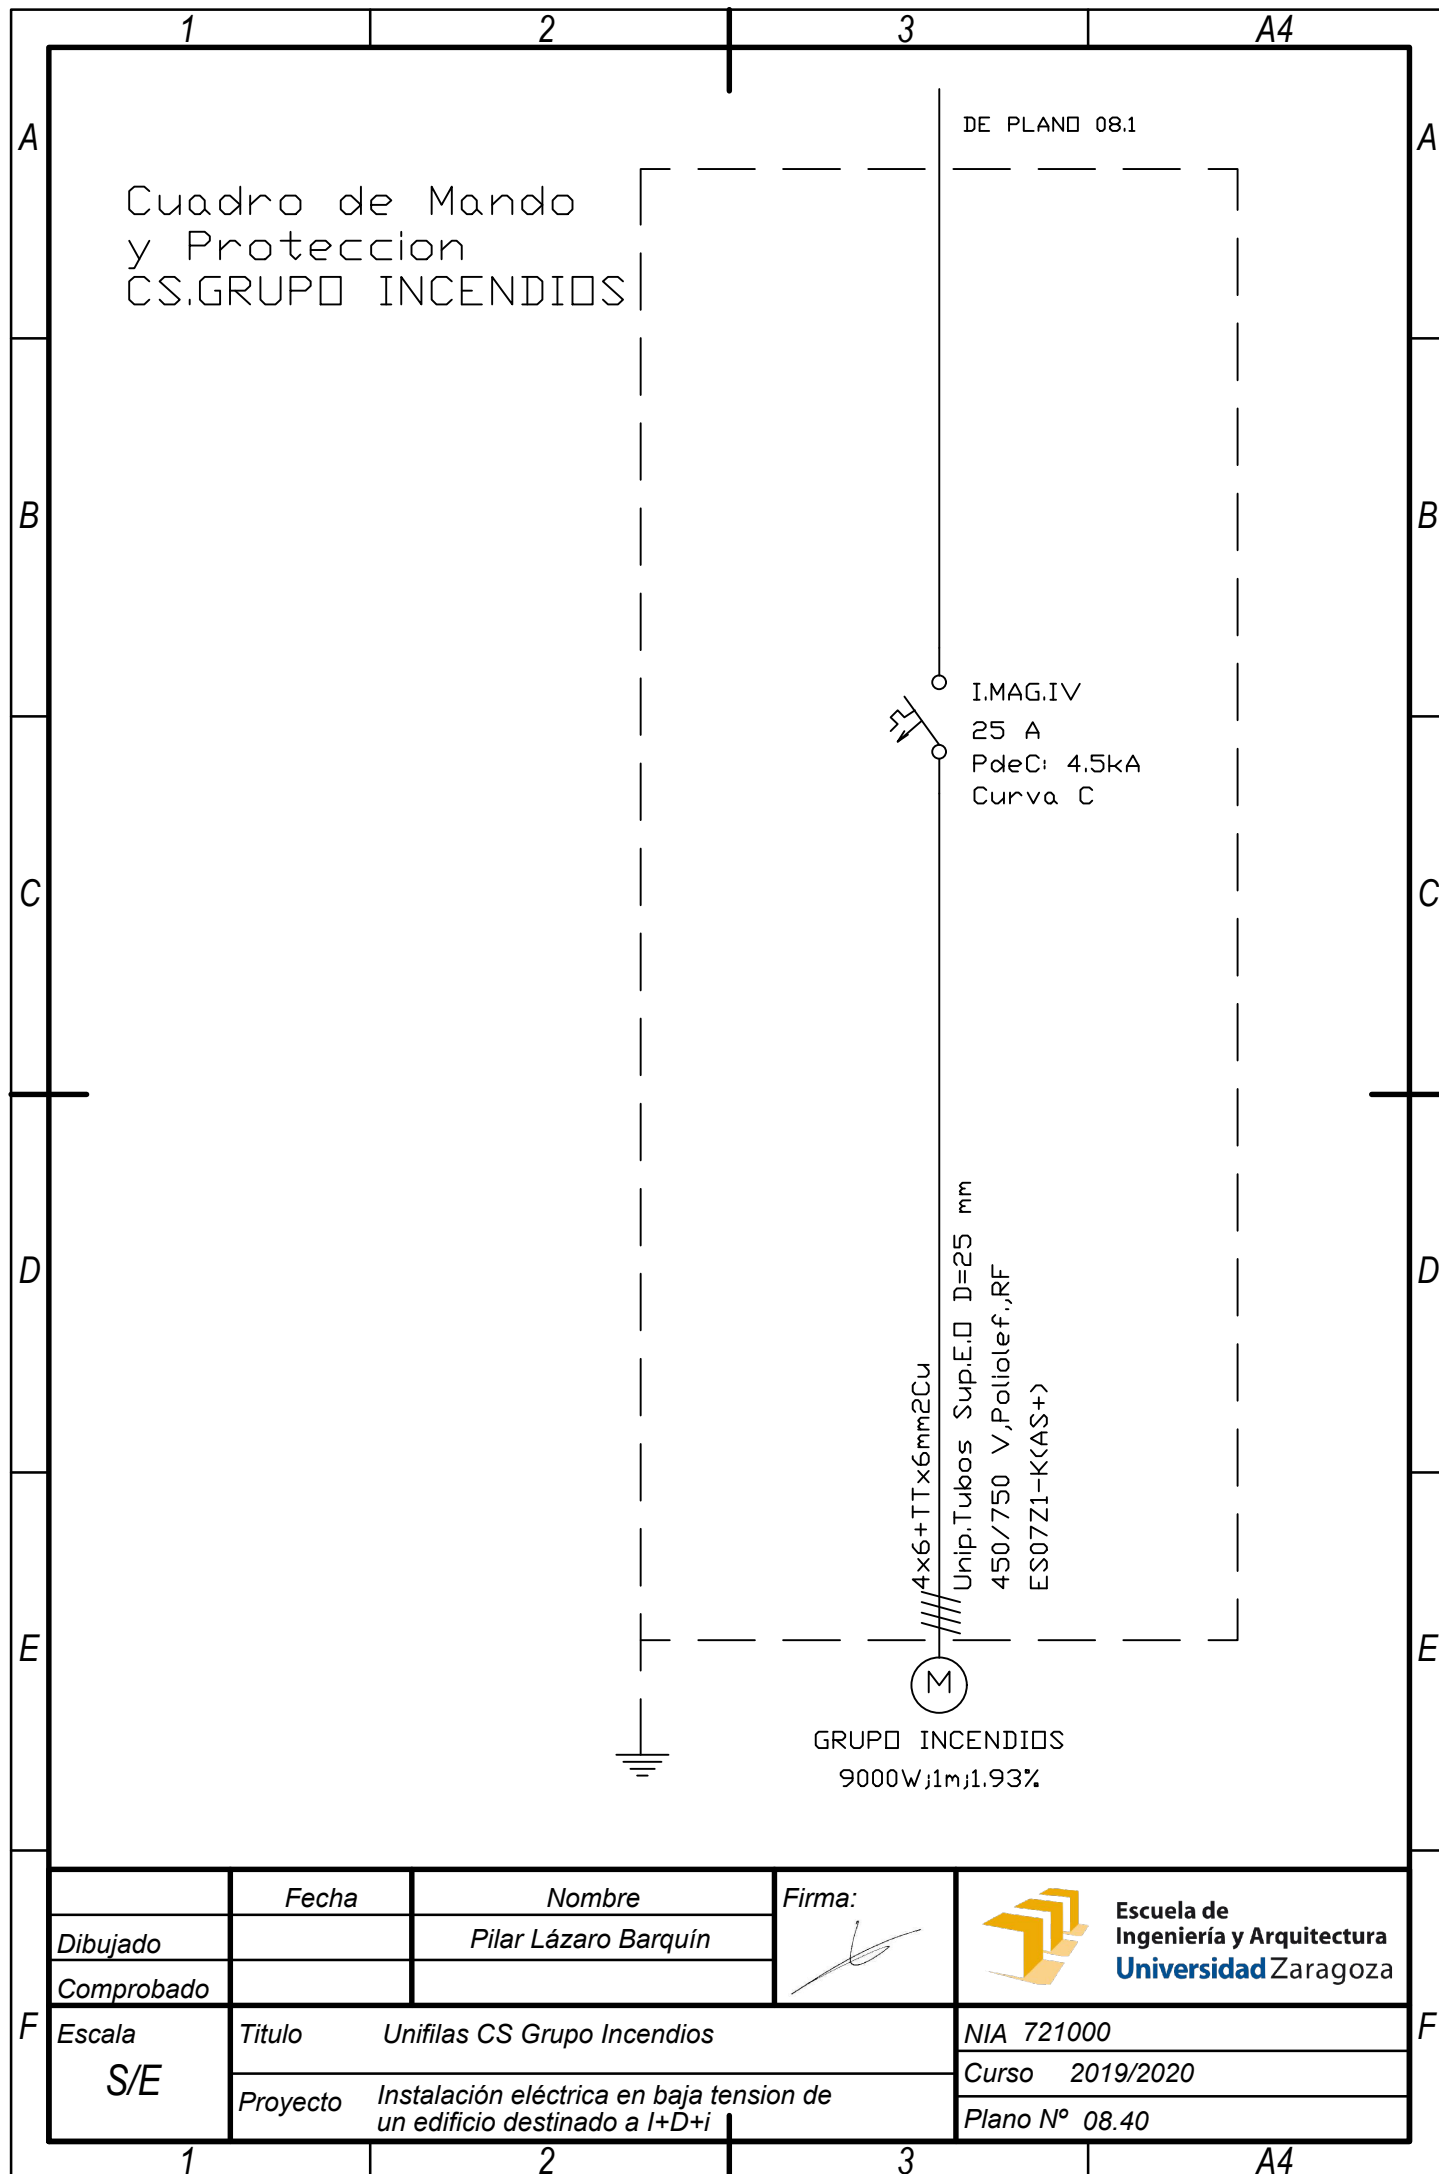 1 2 3 A4
A A
DE PLANO 08.1
Cuadro de Mando
y Proteccion
CS.GRUPO INCENDIOS
B B
I.MAG.IV
25 A
PdeC: 4.5kA
Curva C
C C
D D
4x6+TTx6mm2Cu
Unip.Tubos Sup.E.O D=25 mm
450/750 V,Poliolef.,RF
ES07Z1-K(AS+)
E E
M
GRUPO INCENDIOS
9000W;1m;1.93%
Fecha Nombre Firma:
Dibujado Pilar Lázaro Barquín
Comprobado
Escuela de
Ingeniería y Arquitectura
Universidad Zaragoza
F F
Escala
S/E
Titulo Unifilas CS Grupo Incendios
Proyecto Instalación eléctrica en baja tension de
un edificio destinado a I+D+i
NIA 721000
Curso 2019/2020
Plano Nº 08.40
1 2 3 A4